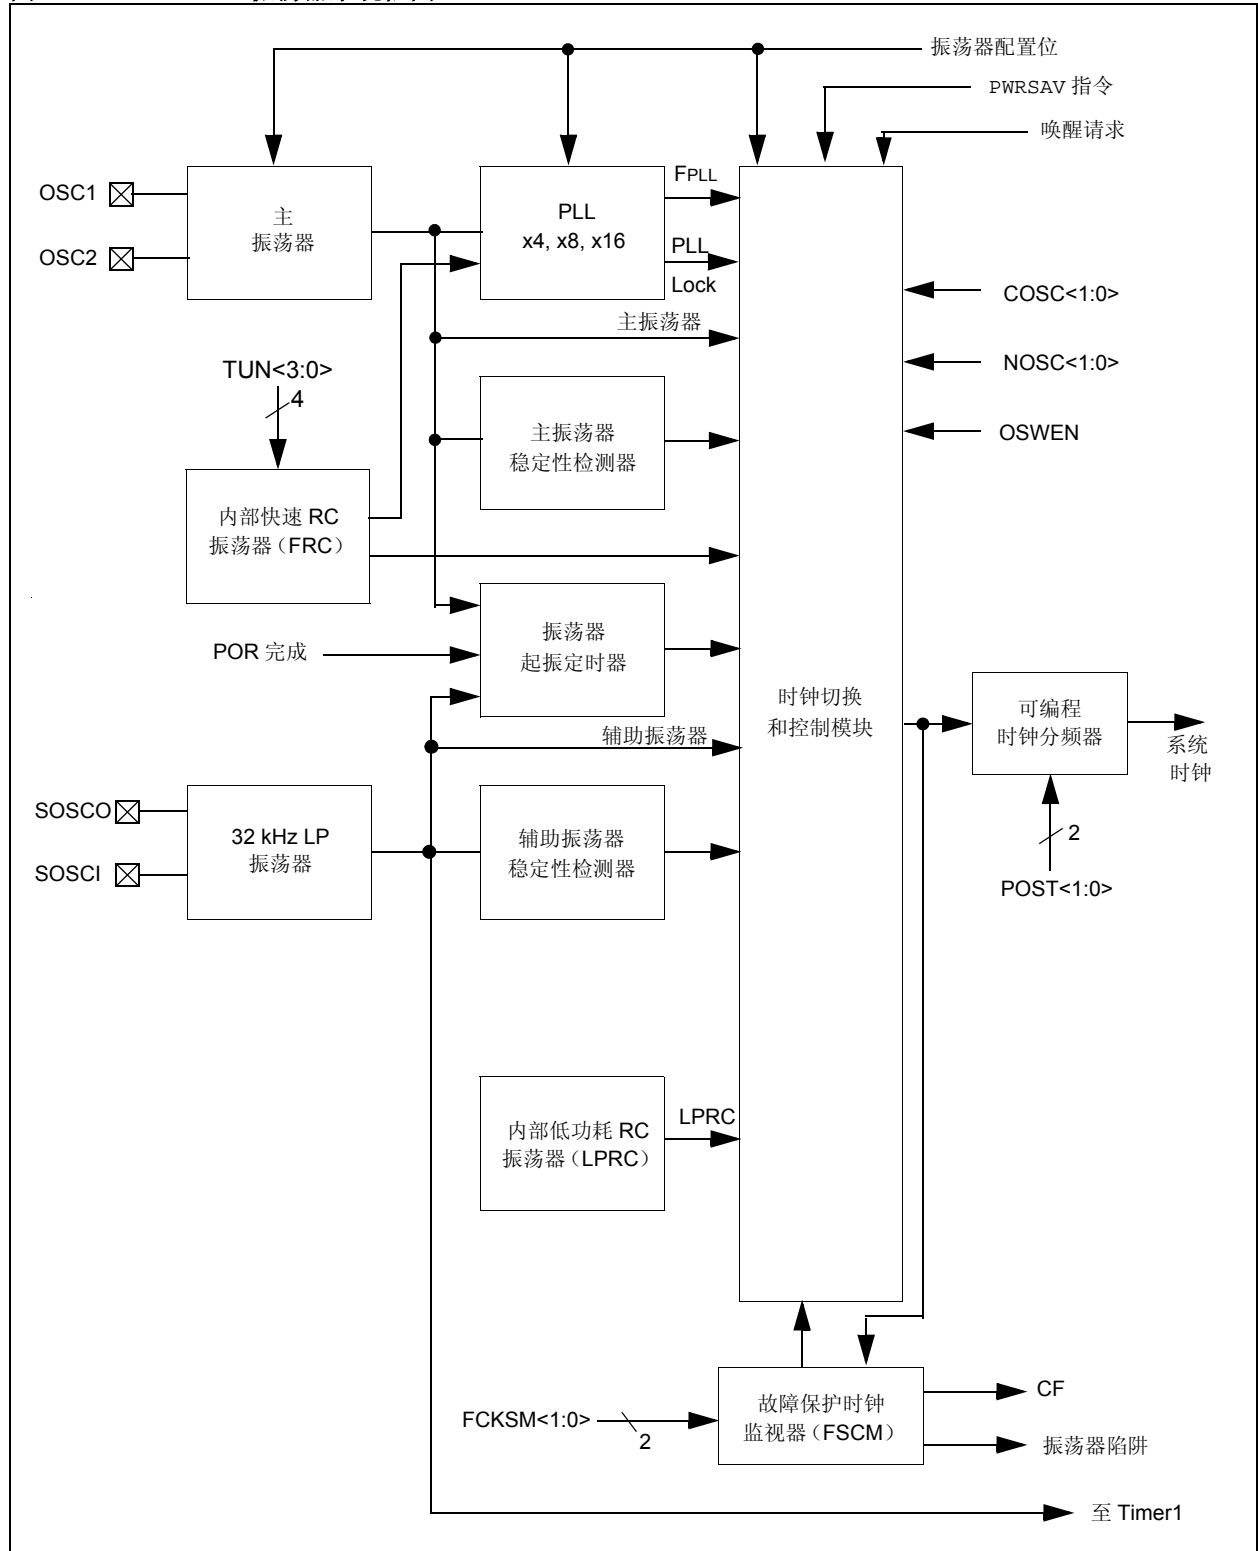 振荡器配置位
PWRSAV 指令
唤醒请求
OSC1
OSC2
主
振荡器
PLL
x4, x8, x16
FPLL
PLL
Lock
主振荡器
COSC<1:0>
NOSC<1:0>
OSWEN
TUN<3:0>
4
主振荡器
稳定性检测器
内部快速 RC
振荡器（FRC）
POR 完成
振荡器
起振定时器
时钟切换
和控制模块
可编程
时钟分频器
系统
时钟
辅助振荡器
SOSCO
SOSCI
32 kHz LP
振荡器
辅助振荡器
稳定性检测器
2
POST<1:0>
内部低功耗 RC
振荡器（LPRC）
LPRC
FCKSM<1:0>
2
故障保护时钟
监视器（FSCM）
CF
振荡器陷阱
至 Timer1